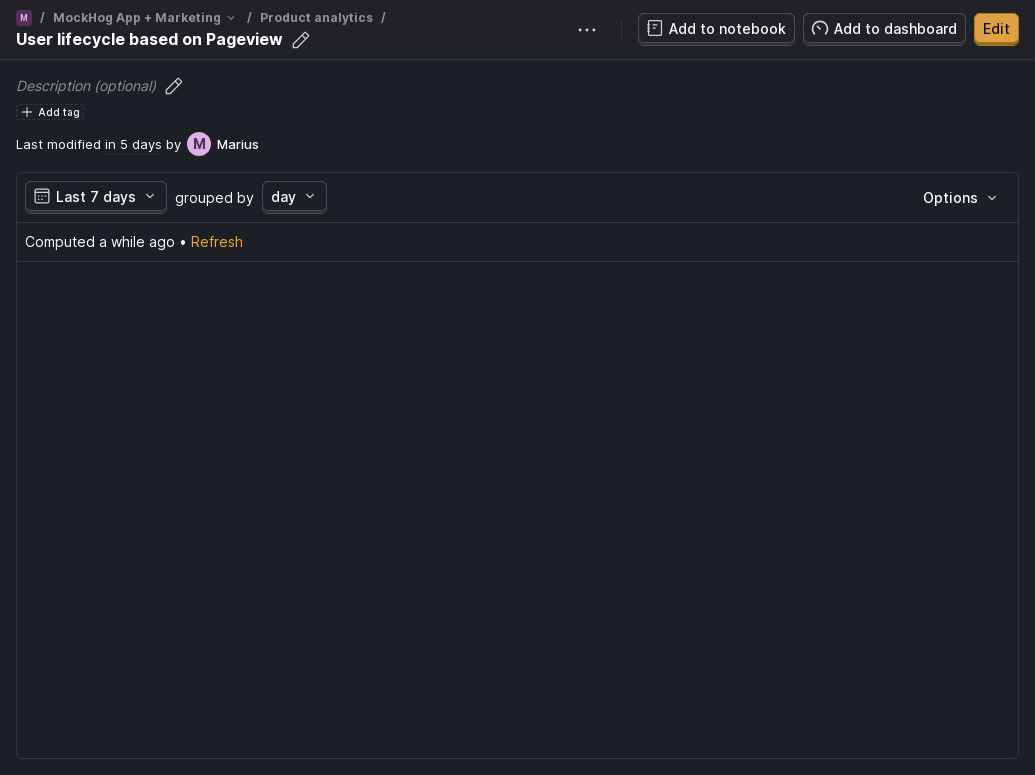 M / MockHog App + Marketing / Product analytics /
User lifecycle based on Pageview
Add to notebook
Add to dashboard
Edit
Description (optional)
Add tag
Last modified in 5 days by M Marius
Last 7 days grouped by day
Options
Computed a while ago • Refresh